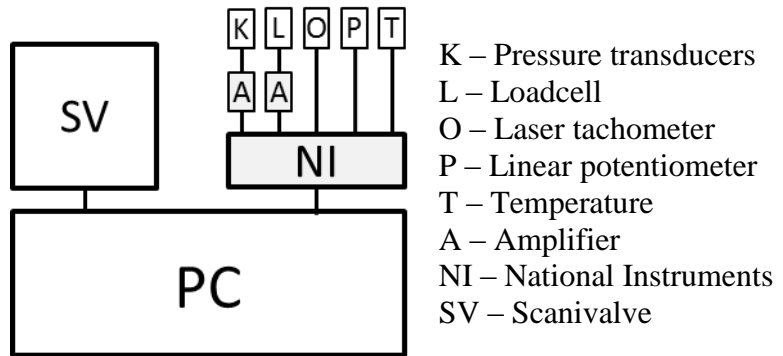 K L O P T
A A
SV
NI
PC
K – Pressure transducers
L – Loadcell
O – Laser tachometer
P – Linear potentiometer
T – Temperature
A – Amplifier
NI – National Instruments
SV – Scanivalve